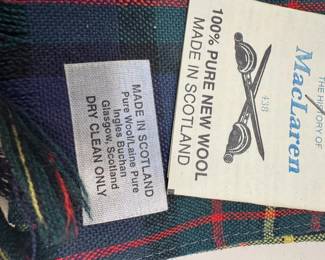 MADE IN SCOTLAND
Pure Wool/Laine Pure
Ingles Buchan
Glasgow, Scotland
DRY CLEAN ONLY
THE HISTORY OF
MacLaren
438
100% PURE NEW WOOL
MADE IN SCOTLAND